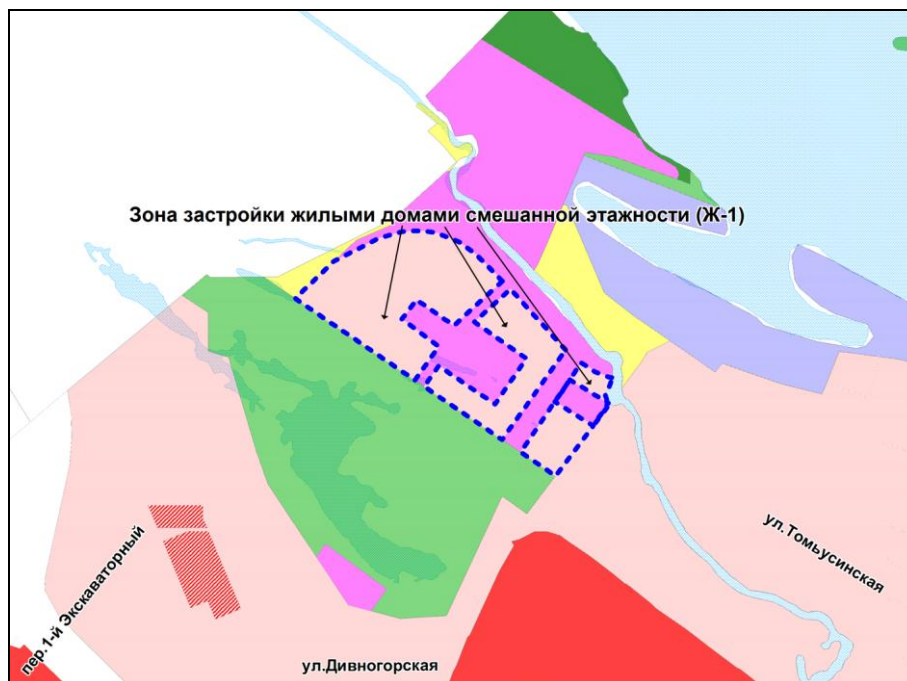 Зона застройки жилыми домами смешанной этажности (Ж-1)
ул.Томьусинская
пер.1-й Экскаваторный
ул.Дивногорская